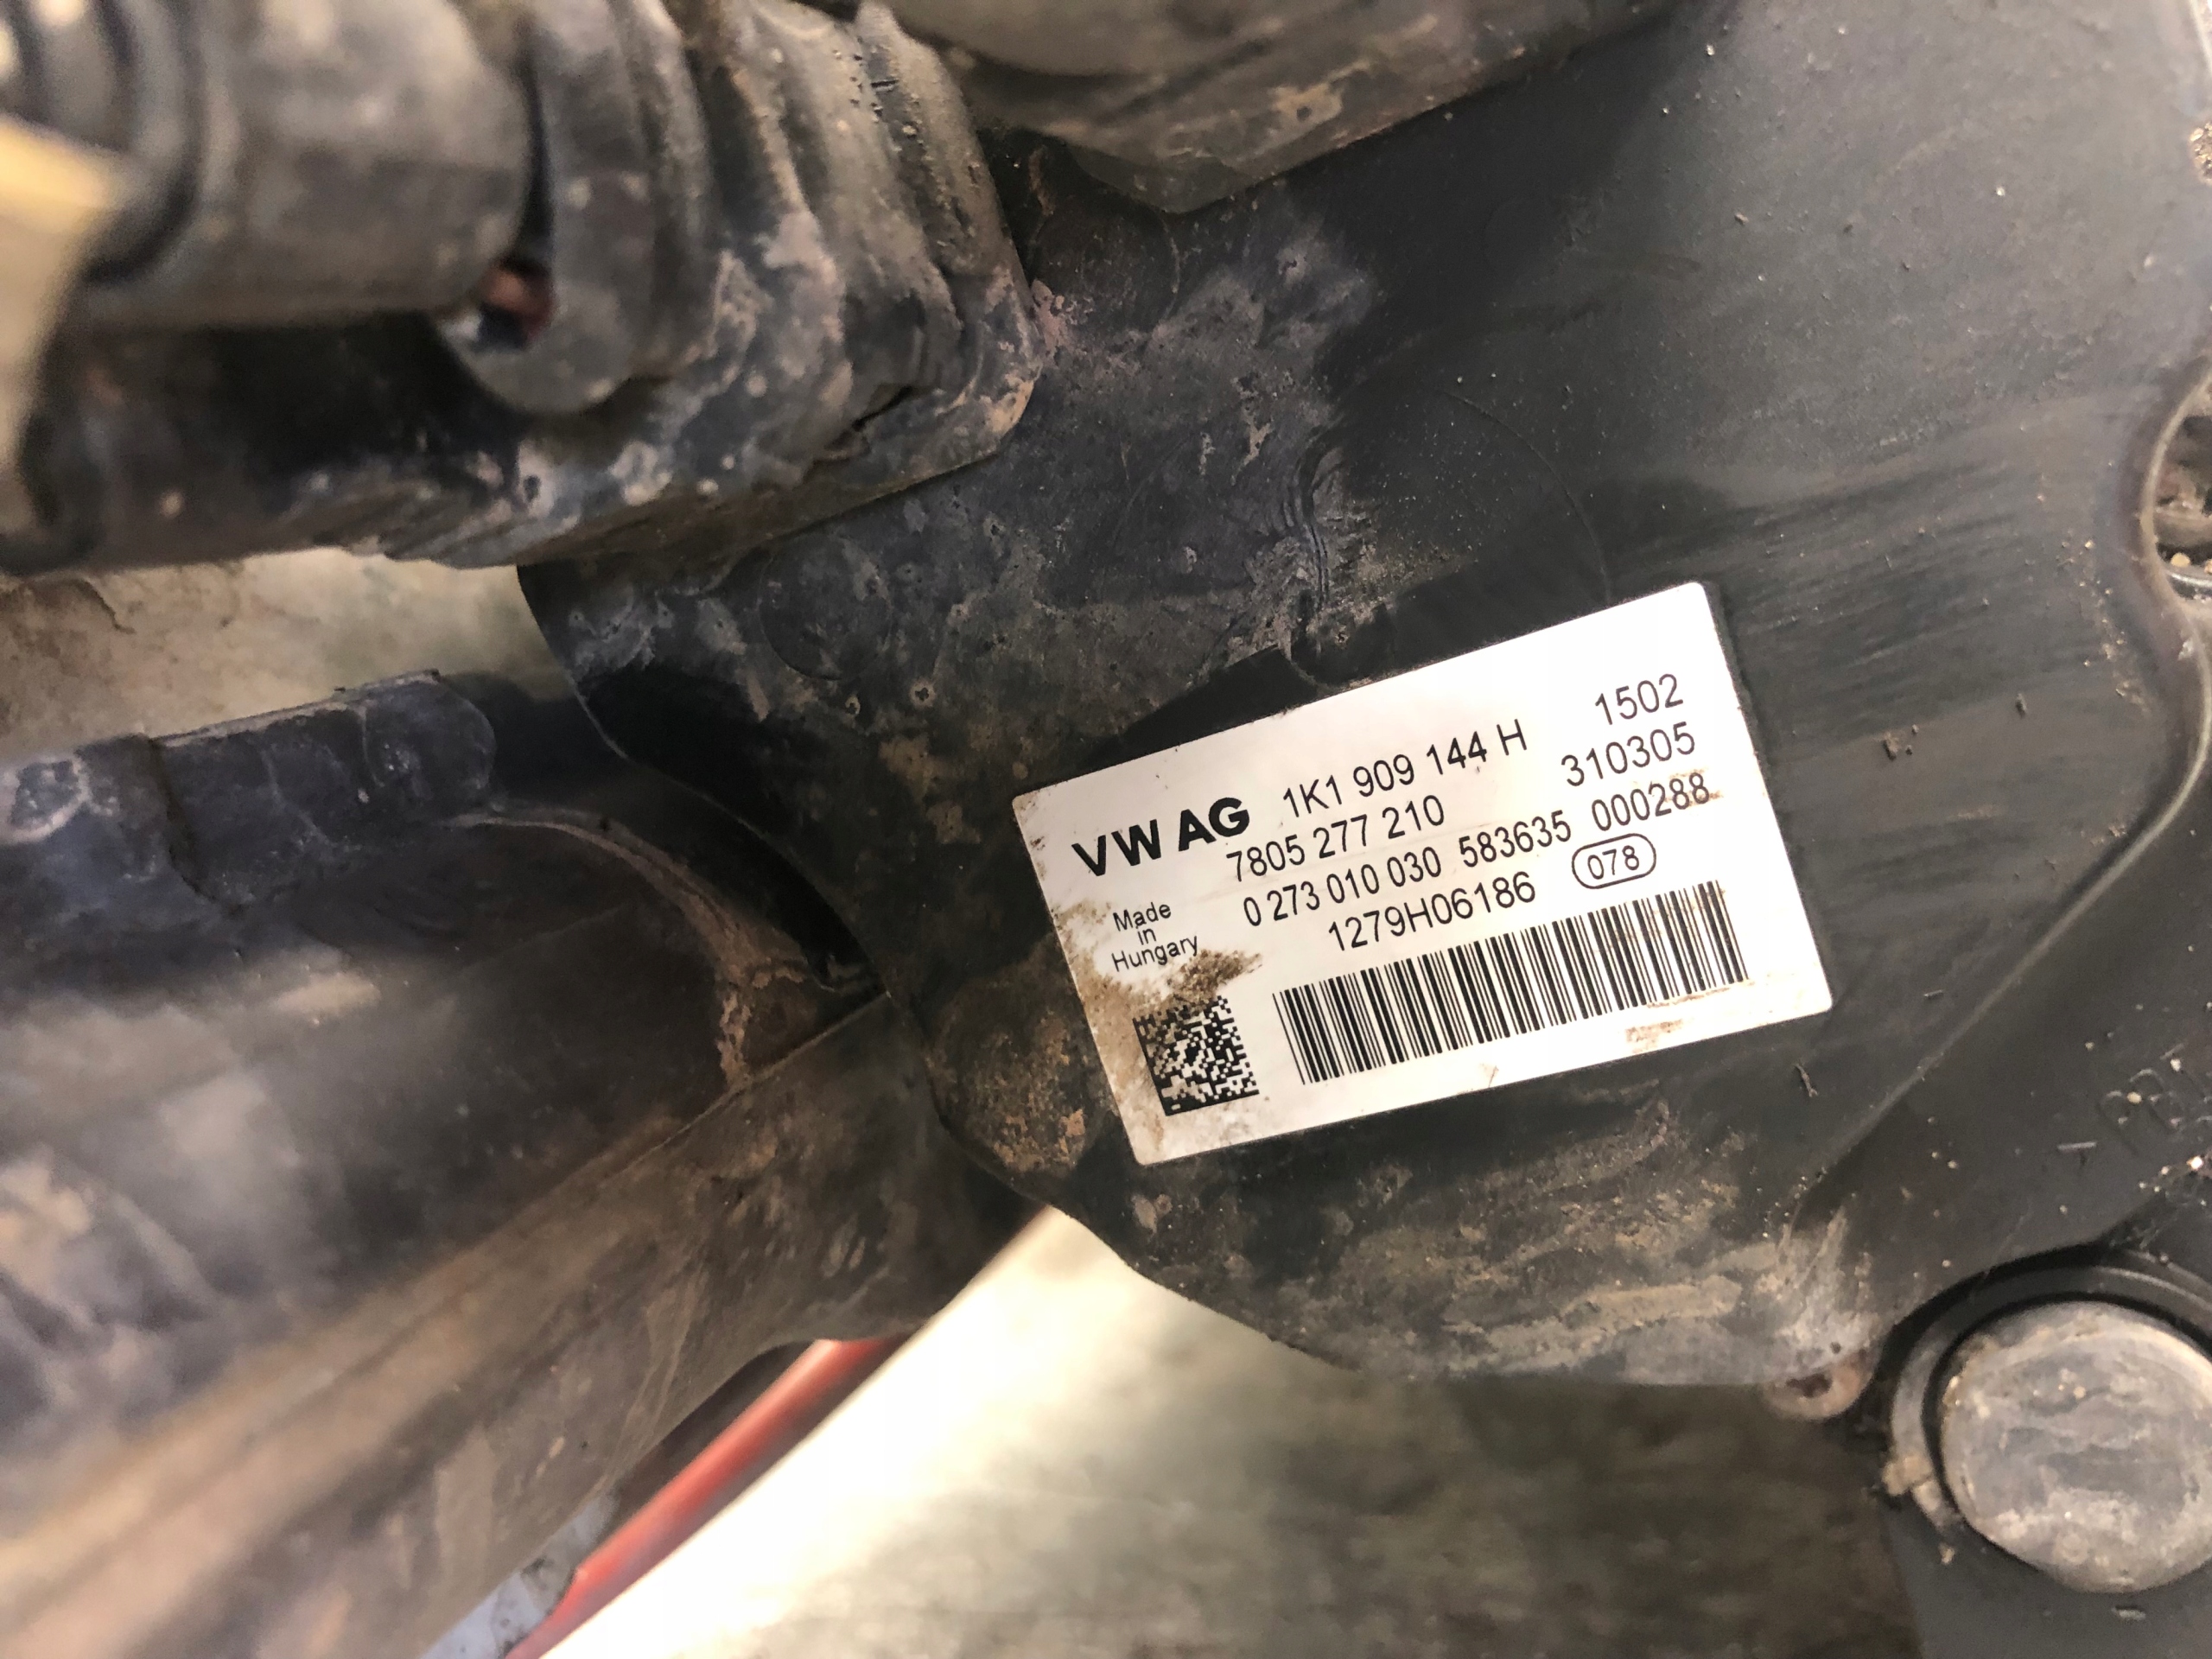 VW AG 1K1 909 144 H 1502
7805 277 210 310305
0 273 010 030 583635 000288
1279H06186 078
Made
in
Hungary